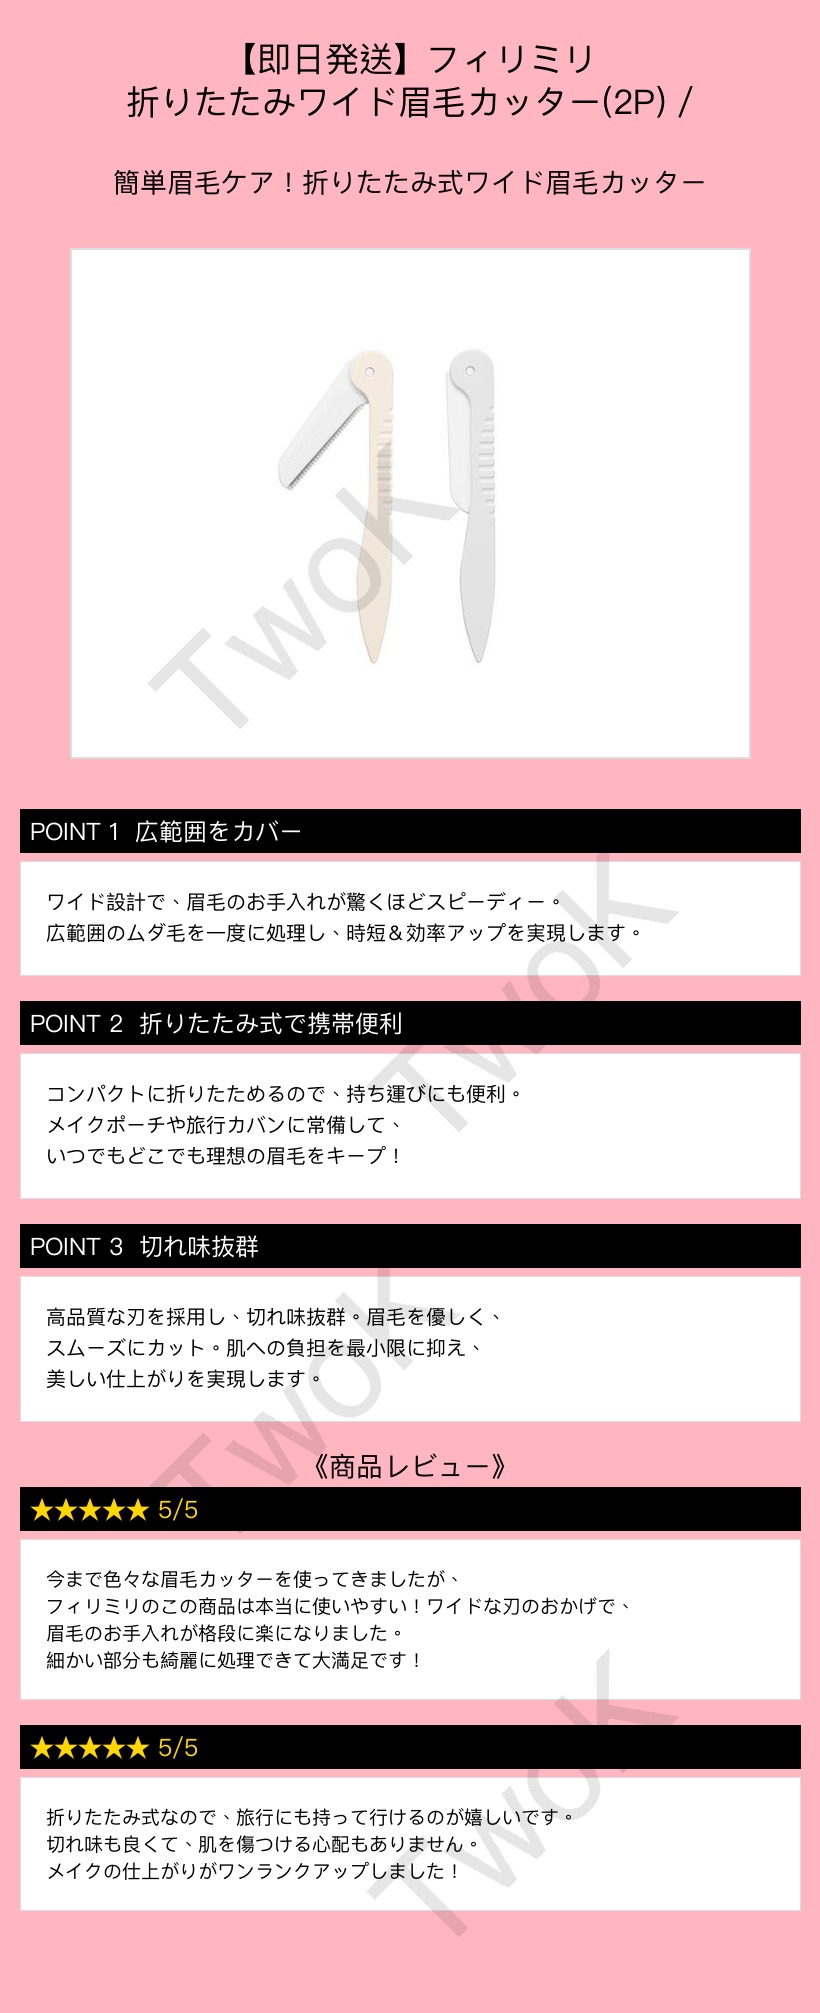 【即日発送】フィリミリ
折りたたみワイド眉毛カッター(2P) /
簡単眉毛ケア！折りたたみ式ワイド眉毛カッター
TwoK
POINT 1 広範囲をカバー
ワイド設計で、眉毛のお手入れが驚くほどスピーディー。
広範囲のムダ毛を一度に処理し、時短＆効率アップを実現します。
TwoK
POINT 2 折りたたみ式で携帯便利
コンパクトに折りたためるので、持ち運びにも便利。
メイクポーチや旅行カバンに常備して、
いつでもどこでも理想の眉毛をキープ！
POINT 3 切れ味抜群
高品質な刃を採用し、切れ味抜群。眉毛を優しく、
スムーズにカット。肌への負担を最小限に抑え、
美しい仕上がりを実現します。
TwoK
《商品レビュー》
★★★★★ 5/5
今まで色々な眉毛カッターを使ってきましたが、
フィリミリのこの商品は本当に使いやすい！ワイドな刃のおかげで、
眉毛のお手入れが格段に楽になりました。
細かい部分も綺麗に処理できて大満足です！
★★★★★ 5/5
折りたたみ式なので、旅行にも持って行けるのが嬉しいです。
切れ味も良くて、肌を傷つける心配もありません。
メイクの仕上がりがワンランクアップしました！
TwoK